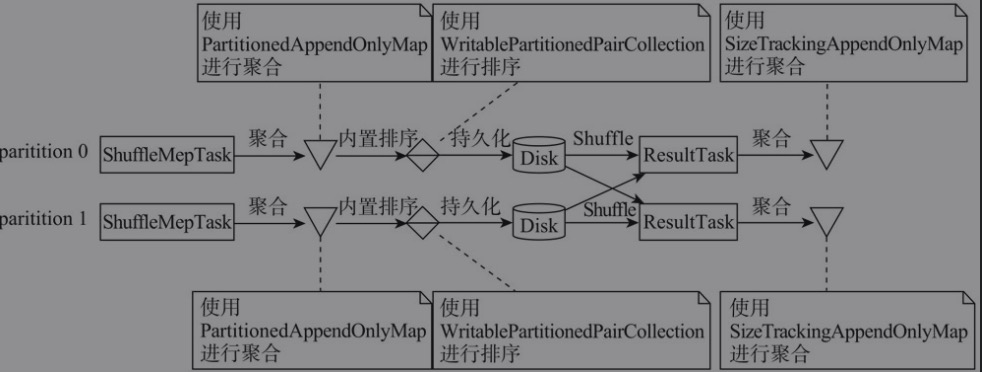 使用
PartitionedAppendOnlyMap
进行聚合
使用
WritablePartitionedPairCollection
进行排序
使用
SizeTrackingAppendOnlyMap
进行聚合
paritition 0
ShuffleMepTask
聚合
内置排序
持久化
Disk
Shuffle
ResultTask
聚合
paritition 1
ShuffleMepTask
聚合
内置排序
持久化
Disk
Shuffle
ResultTask
聚合
使用
PartitionedAppendOnlyMap
进行聚合
使用
WritablePartitionedPairCollection
进行排序
使用
SizeTrackingAppendOnlyMap
进行聚合